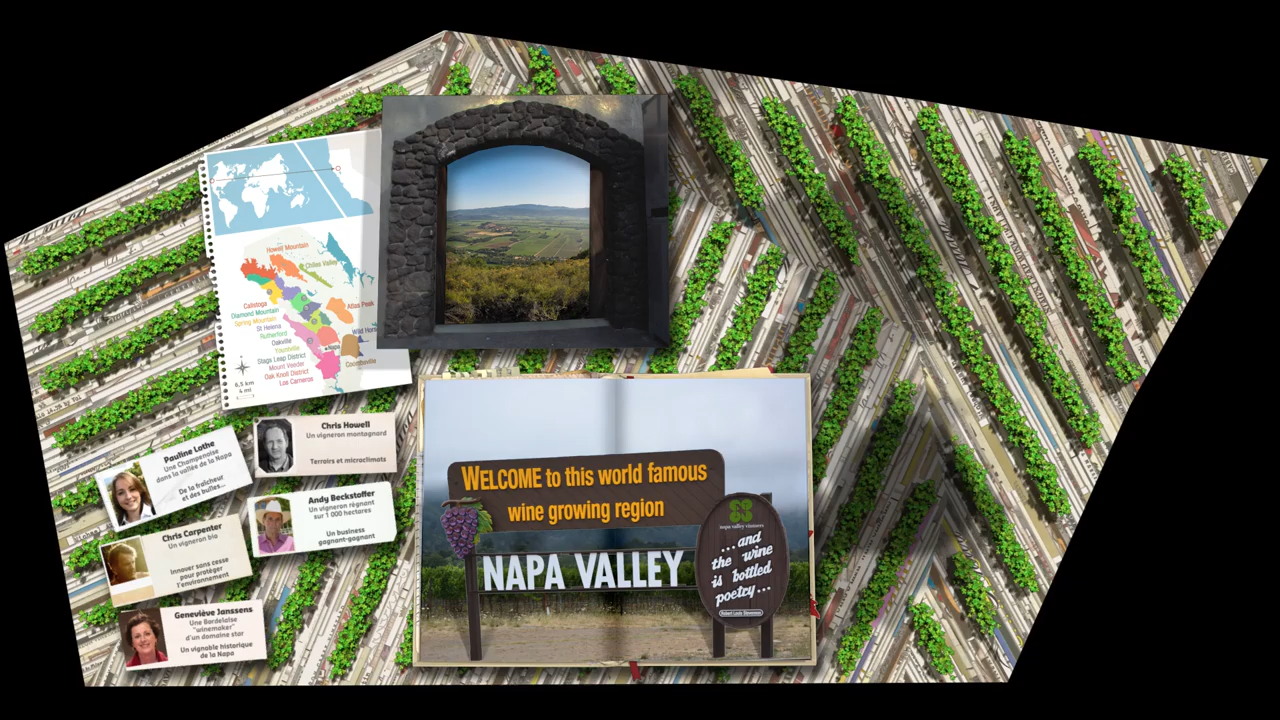 Howell Mountain
Chiles Valley
Calistoga
Atlas Peak
Diamond Mountain
Spring Mountain
St Helena
Rutherford
Oakville
Yountville
Wild Horse
Napa
Stags Leap District
Mount Veeder
Coombsville
Oak Knoll District
Los Carneros
6,5 km
4 mi
Pauline Lothe
Une Champenoise
dans la vallée de la Napa
De la fraîcheur
et des bulles...
Chris Howell
Un vigneron montagnard
Terroirs et microclimats
Andy Beckstoffer
Un vigneron régnant
sur 1 000 hectares
Un business
gagnant-gagnant
Chris Carpenter
Un vigneron bio
Innover sans cesse
pour protéger
l'environnement
Geneviève Janssens
Une Bordelaise
"winemaker"
d'un domaine star
Un vignoble historique
de la Napa
WELCOME to this world famous
wine growing region
NAPA VALLEY
napa valley vintners
...and
the wine
is bottled
poetry...
Robert Louis Stevenson